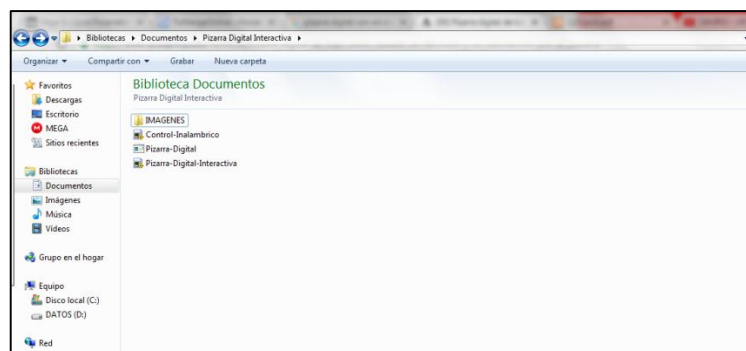 Bibliotecas ▸ Documentos ▸ Pizarra Digital Interactiva ▸
Organizar Compartir con Grabar Nueva carpeta
Favoritos
Descargas
Escritorio
MEGA
Sitios recientes
Bibliotecas
Documentos
Imágenes
Música
Vídeos
Grupo en el hogar
Equipo
Disco local (C:)
DATOS (D:)
Red
Biblioteca Documentos
Pizarra Digital Interactiva
IMAGENES
Control-Inalambrico
Pizarra-Digital
Pizarra-Digital-Interactiva